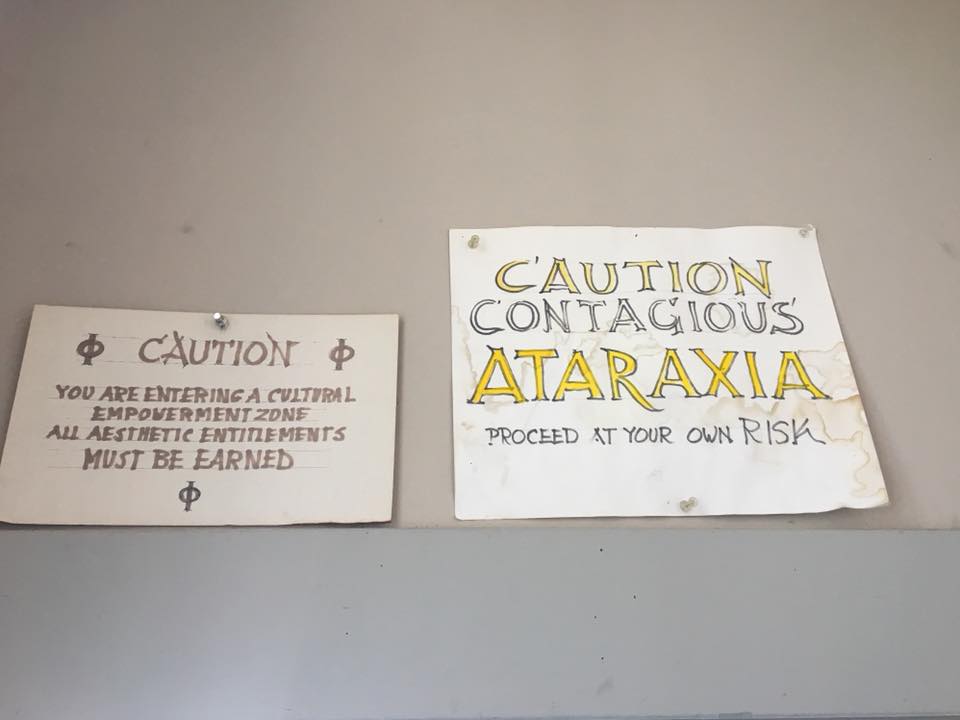 Φ CAUTION Φ
YOU ARE ENTERING A CULTURAL
EMPOWERMENT ZONE
ALL AESTHETIC ENTITLEMENTS
MUST BE EARNED
Φ
CAUTION
CONTAGIOUS
ATARAXIA
PROCEED AT YOUR OWN RISK